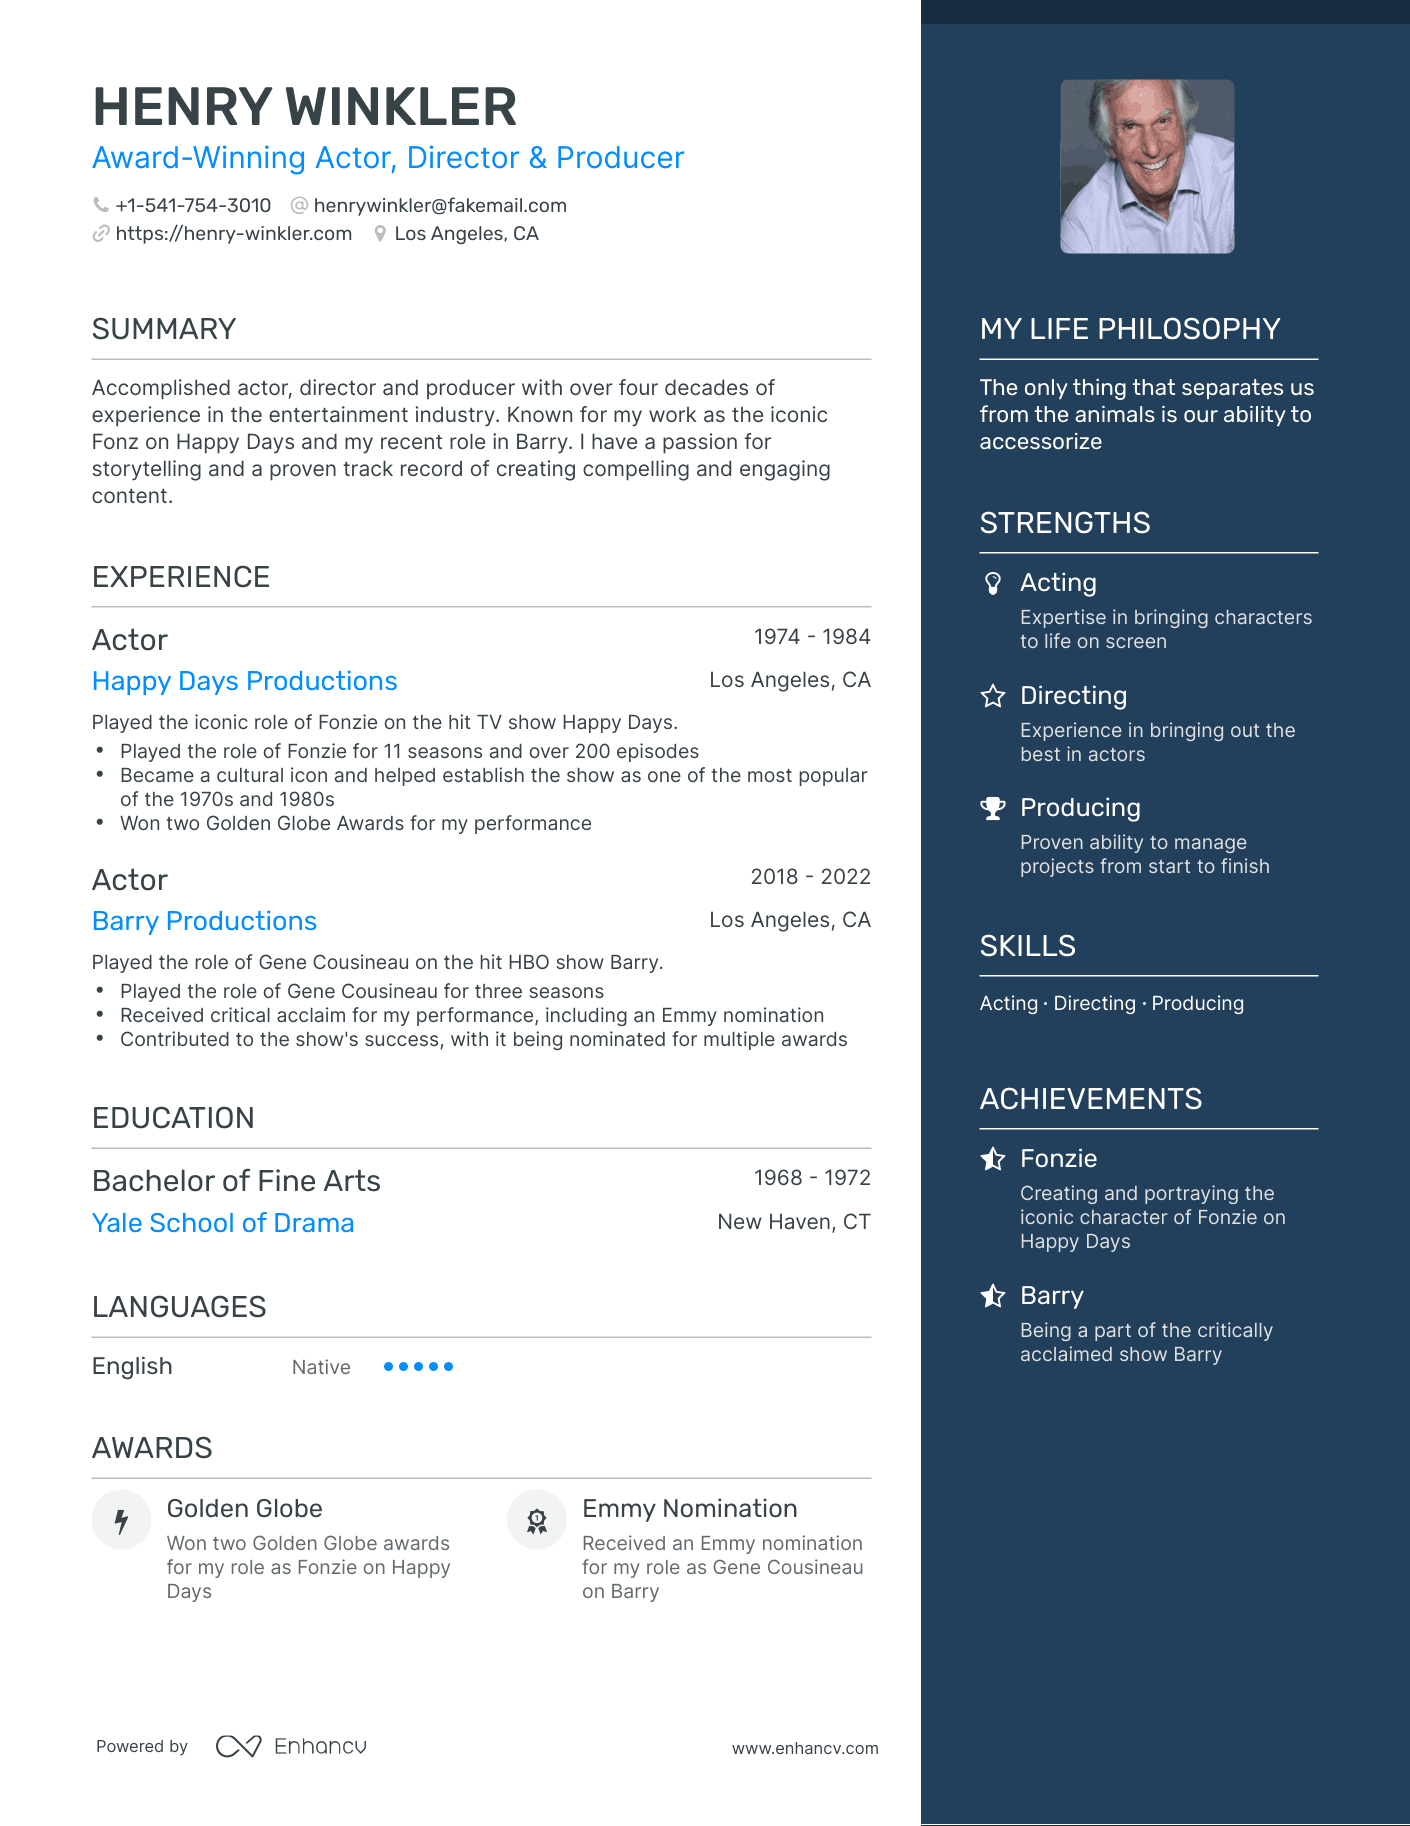 HENRY WINKLER
Award-Winning Actor, Director & Producer
+1-541-754-3010 henrywinkler@fakemail.com
https://henry-winkler.com Los Angeles, CA
SUMMARY
Accomplished actor, director and producer with over four decades of
experience in the entertainment industry. Known for my work as the iconic
Fonz on Happy Days and my recent role in Barry. I have a passion for
storytelling and a proven track record of creating compelling and engaging
content.
EXPERIENCE
Actor 1974 - 1984
Happy Days Productions Los Angeles, CA
Played the iconic role of Fonzie on the hit TV show Happy Days.
• Played the role of Fonzie for 11 seasons and over 200 episodes
• Became a cultural icon and helped establish the show as one of the most popular
of the 1970s and 1980s
• Won two Golden Globe Awards for my performance
Actor 2018 - 2022
Barry Productions Los Angeles, CA
Played the role of Gene Cousineau on the hit HBO show Barry.
• Played the role of Gene Cousineau for three seasons
• Received critical acclaim for my performance, including an Emmy nomination
• Contributed to the show's success, with it being nominated for multiple awards
EDUCATION
Bachelor of Fine Arts 1968 - 1972
Yale School of Drama New Haven, CT
LANGUAGES
English Native
AWARDS
Golden Globe
Won two Golden Globe awards
for my role as Fonzie on Happy
Days
Emmy Nomination
Received an Emmy nomination
for my role as Gene Cousineau
on Barry
MY LIFE PHILOSOPHY
The only thing that separates us
from the animals is our ability to
accessorize
STRENGTHS
Acting
Expertise in bringing characters
to life on screen
Directing
Experience in bringing out the
best in actors
Producing
Proven ability to manage
projects from start to finish
SKILLS
Acting · Directing · Producing
ACHIEVEMENTS
Fonzie
Creating and portraying the
iconic character of Fonzie on
Happy Days
Barry
Being a part of the critically
acclaimed show Barry
Powered by Enhancv
www.enhancv.com